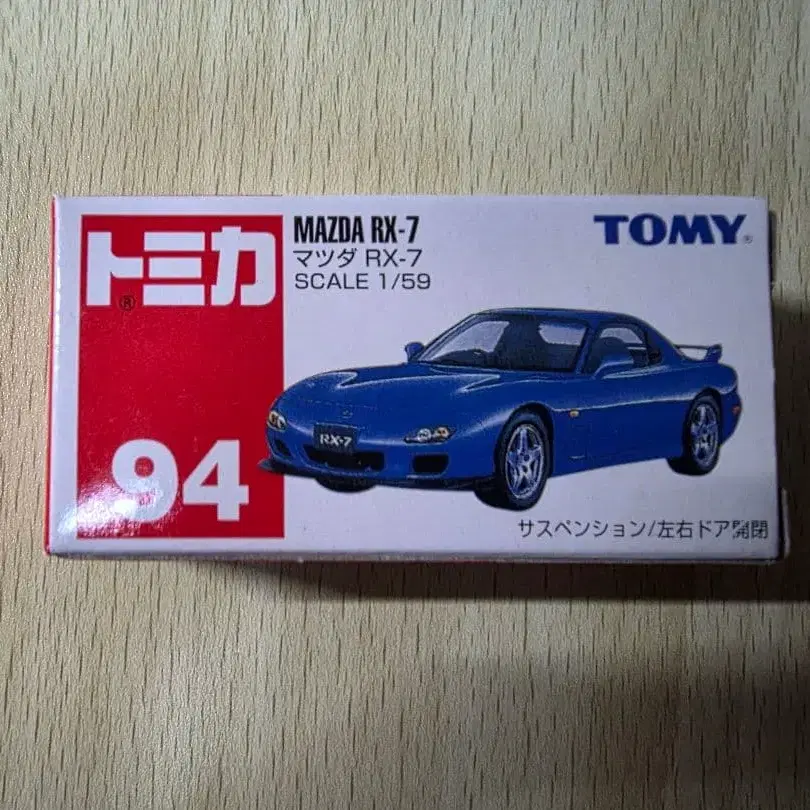 トミカ®
94
MAZDA RX-7
マツダ RX-7
SCALE 1/59
TOMY®
RX-7
サスペンション/左右ドア開閉